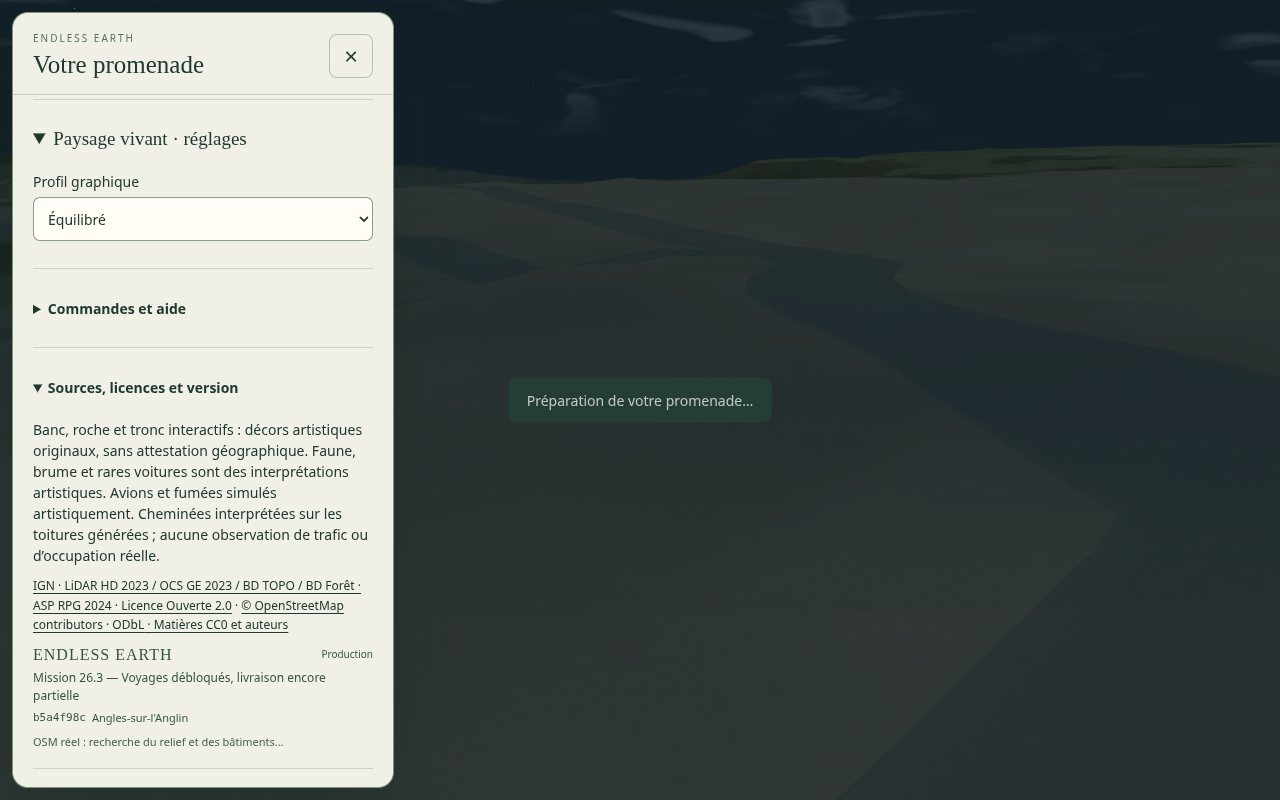 ENDLESS EARTH
Votre promenade
✕
▼ Paysage vivant · réglages
Profil graphique
Équilibré
▶ Commandes et aide
▼ Sources, licences et version
Banc, roche et tronc interactifs : décors artistiques
originaux, sans attestation géographique. Faune,
brume et rares voitures sont des interprétations
artistiques. Avions et fumées simulés
artistiquement. Cheminées interprétées sur les
toitures générées ; aucune observation de trafic ou
d’occupation réelle.
IGN · LiDAR HD 2023 / OCS GE 2023 / BD TOPO / BD Forêt ·
ASP RPG 2024 · Licence Ouverte 2.0 · © OpenStreetMap
contributors · ODbL · Matières CC0 et auteurs
ENDLESS EARTH Production
Mission 26.3 — Voyages débloqués, livraison encore
partielle
b5a4f98c Angles-sur-l’Anglin
OSM réel : recherche du relief et des bâtiments…
Préparation de votre promenade…